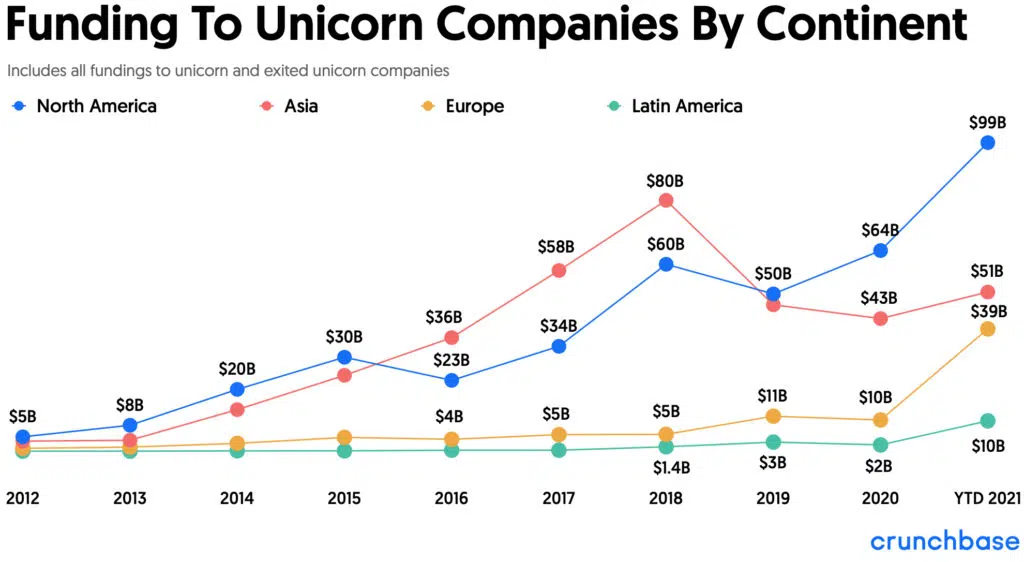 Funding To Unicorn Companies By Continent
Includes all fundings to unicorn and exited unicorn companies
North America Asia Europe Latin America
$99B
$80B
$64B
$60B
$58B
$50B
$51B
$43B
$36B
$39B
$30B
$34B
$20B
$23B
$5B $8B $4B $5B $5B $11B $10B
$1.4B $3B $2B $10B
2012 2013 2014 2015 2016 2017 2018 2019 2020 YTD 2021
crunchbase